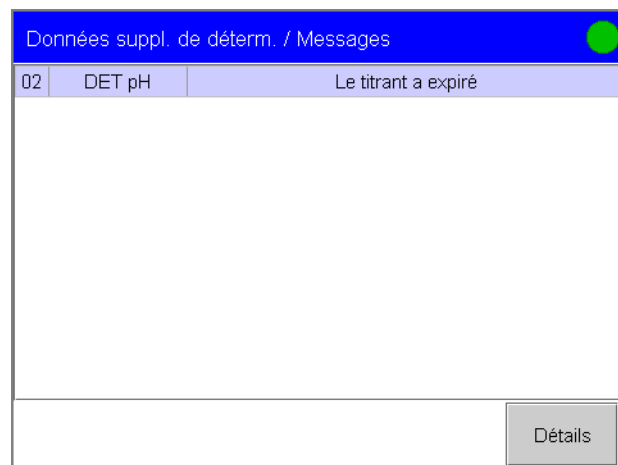 Données suppl. de déterm. / Messages
02 DET pH Le titrant a expiré
Détails